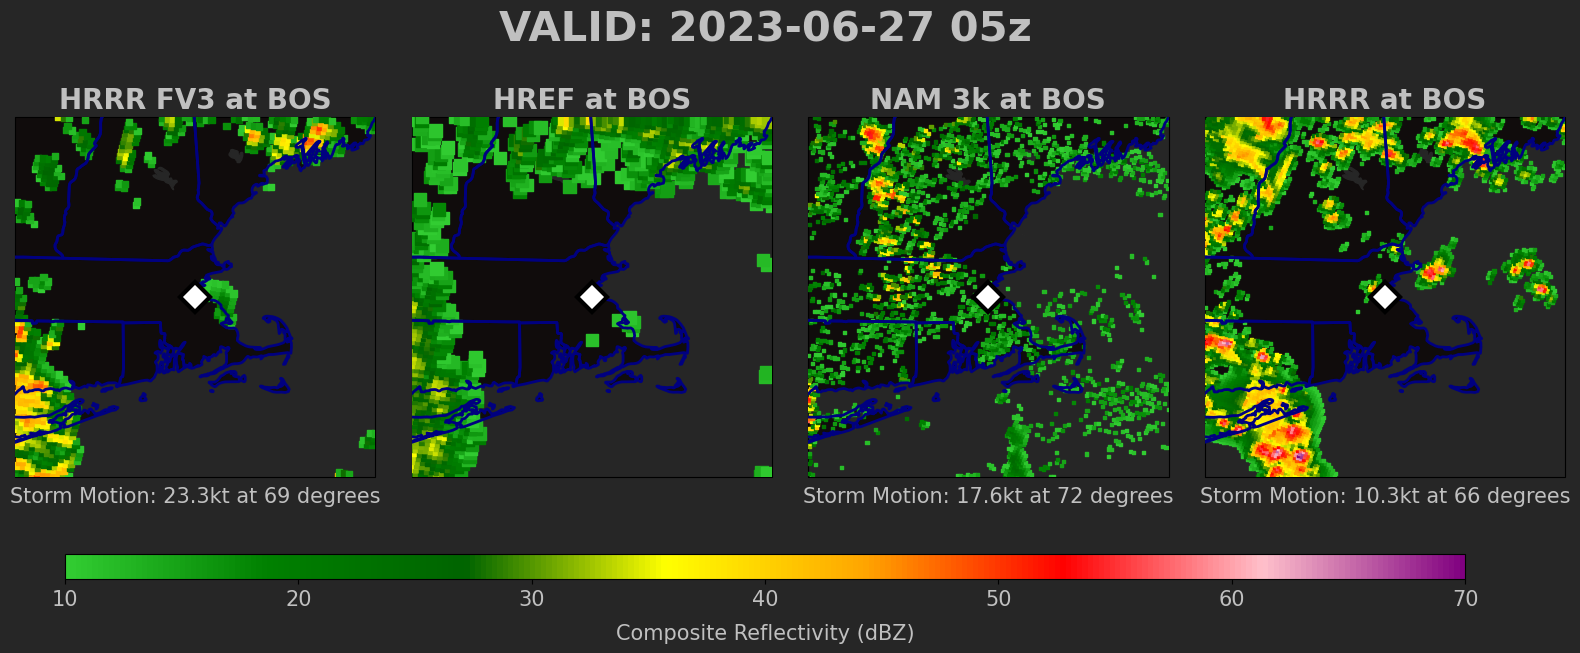 VALID: 2023-06-27 05z
HRRR FV3 at BOS
HREF at BOS
NAM 3k at BOS
HRRR at BOS
Storm Motion: 23.3kt at 69 degrees
Storm Motion: 17.6kt at 72 degrees
Storm Motion: 10.3kt at 66 degrees
10 20 30 40 50 60 70
Composite Reflectivity (dBZ)